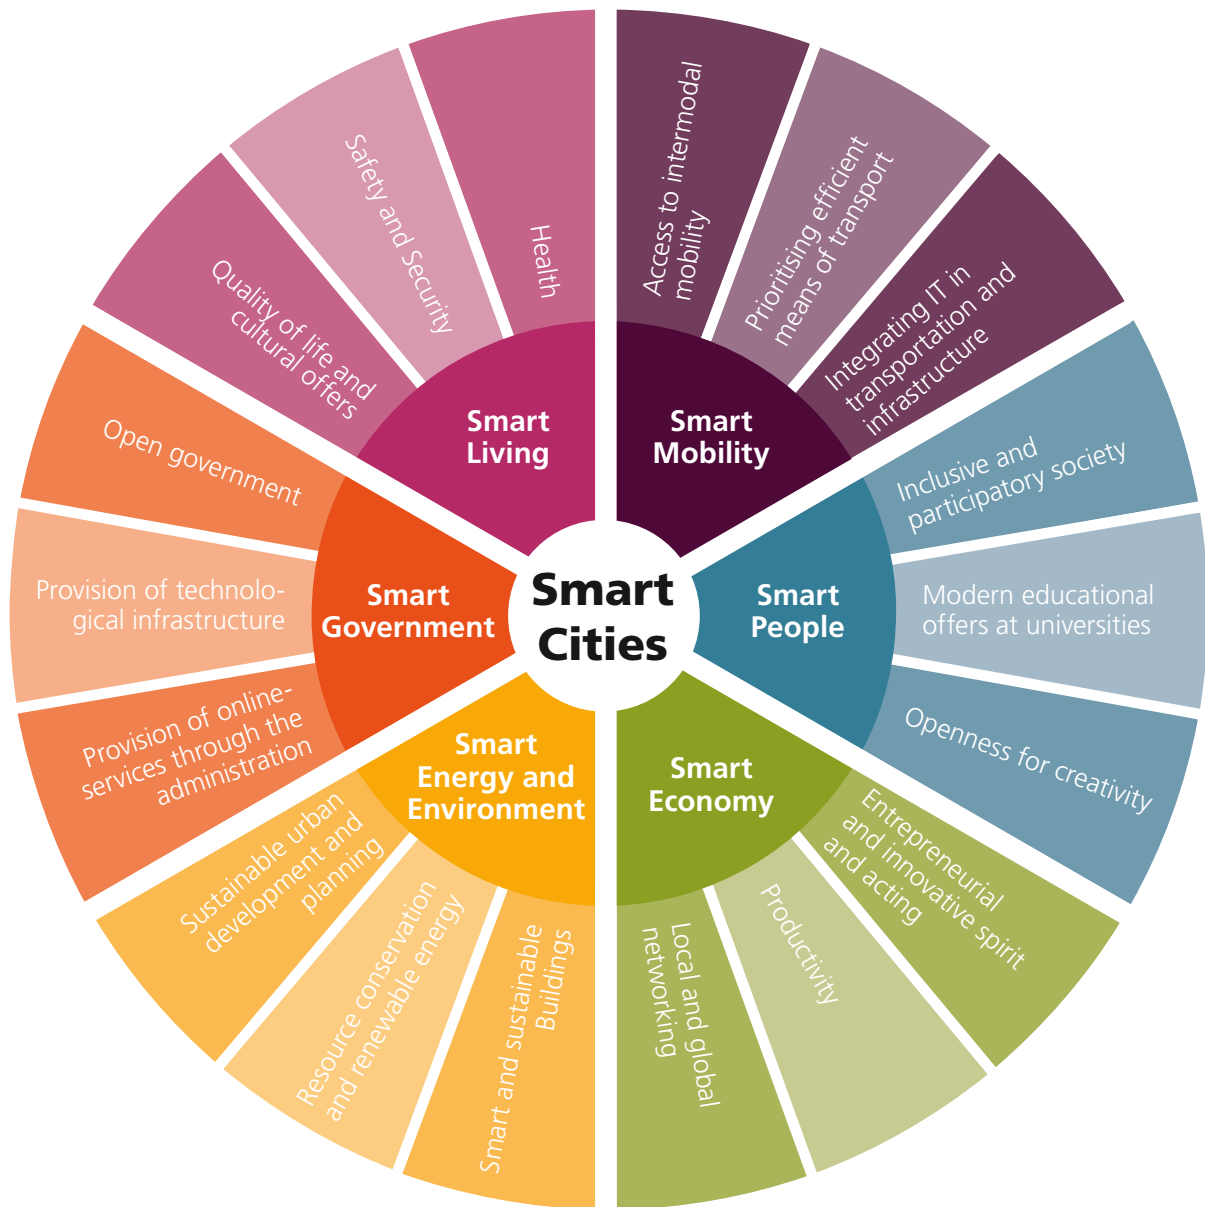 Smart
Cities
Smart
Mobility
Access to intermodal
mobility
Prioritising efficient
means of transport
Integrating IT in
transportation and
infrastructure
Smart
People
Inclusive and
participatory society
Modern educational
offers at universities
Openness for creativity
Smart
Economy
Entrepreneurial
and innovative spirit
and acting
Productivity
Local and global
networking
Smart
Energy and
Environment
Smart and sustainable
Buildings
Resource conservation
and renewable energy
Sustainable urban
development and
planning
Smart
Government
Provision of online-
services through the
administration
Provision of technolo-
gical infrastructure
Open government
Smart
Living
Quality of life and
cultural offers
Safety and Security
Health